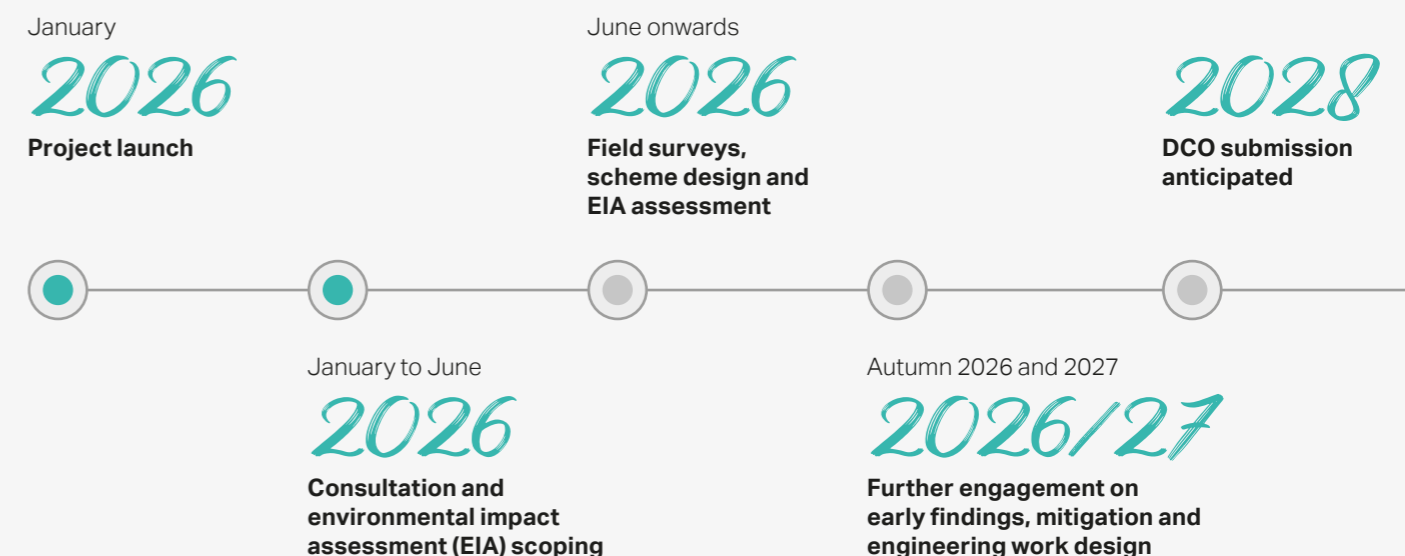 January
2026
Project launch
June onwards
2026
Field surveys,
scheme design and
EIA assessment
2028
DCO submission
anticipated
January to June
2026
Consultation and
environmental impact
assessment (EIA) scoping
Autumn 2026 and 2027
2026/27
Further engagement on
early findings, mitigation and
engineering work design